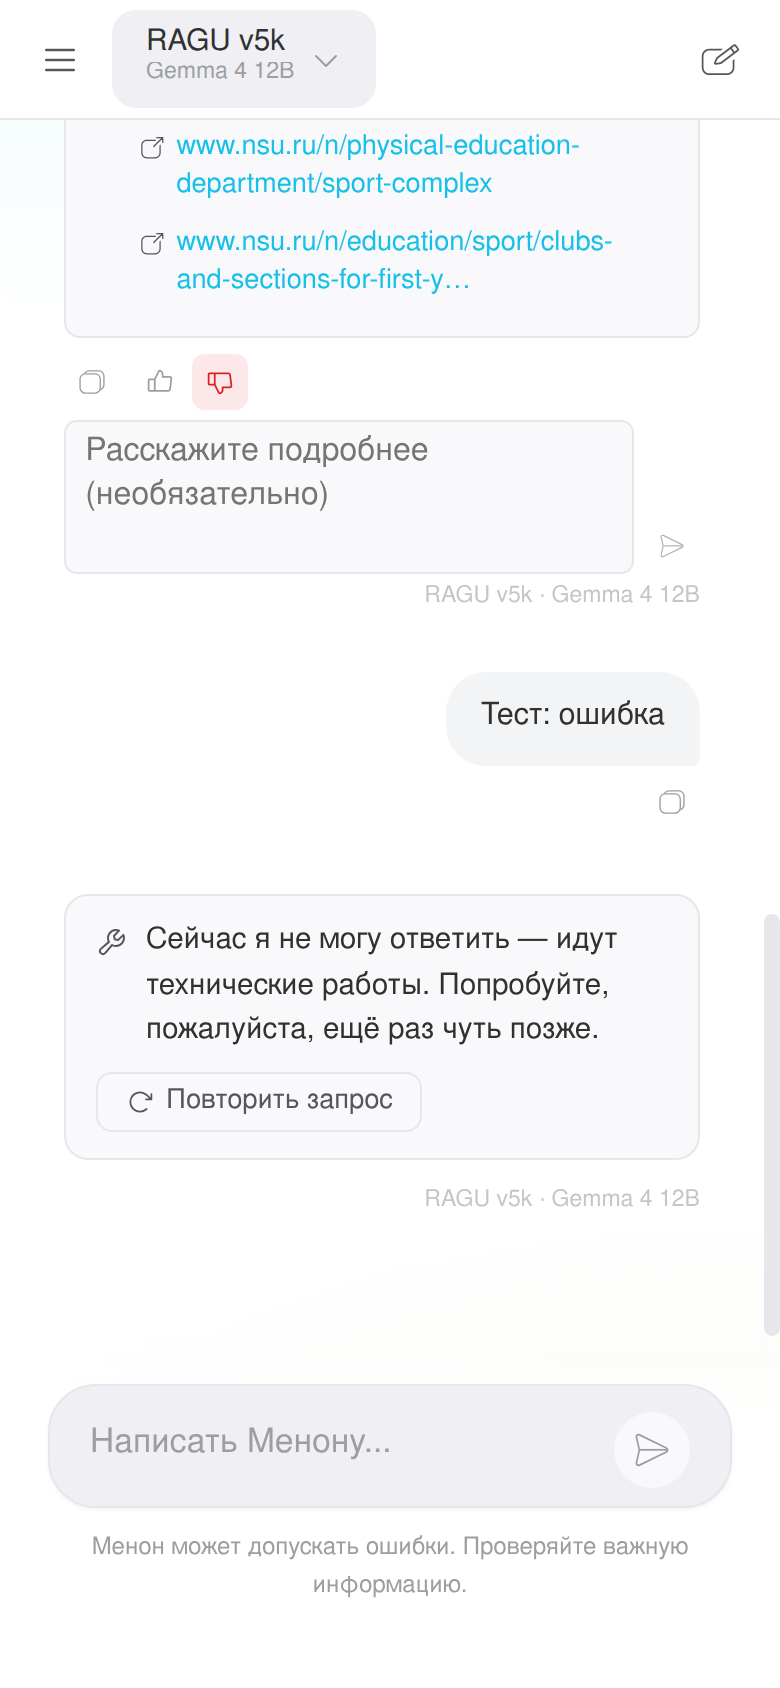 RAGU v5k
Gemma 4 12B
www.nsu.ru/n/physical-education-
department/sport-complex
www.nsu.ru/n/education/sport/clubs-
and-sections-for-first-y…
Расскажите подробнее
(необязательно)
RAGU v5k · Gemma 4 12B
Тест: ошибка
Сейчас я не могу ответить — идут
технические работы. Попробуйте,
пожалуйста, ещё раз чуть позже.
Повторить запрос
RAGU v5k · Gemma 4 12B
Написать Менону...
Менон может допускать ошибки. Проверяйте важную
информацию.